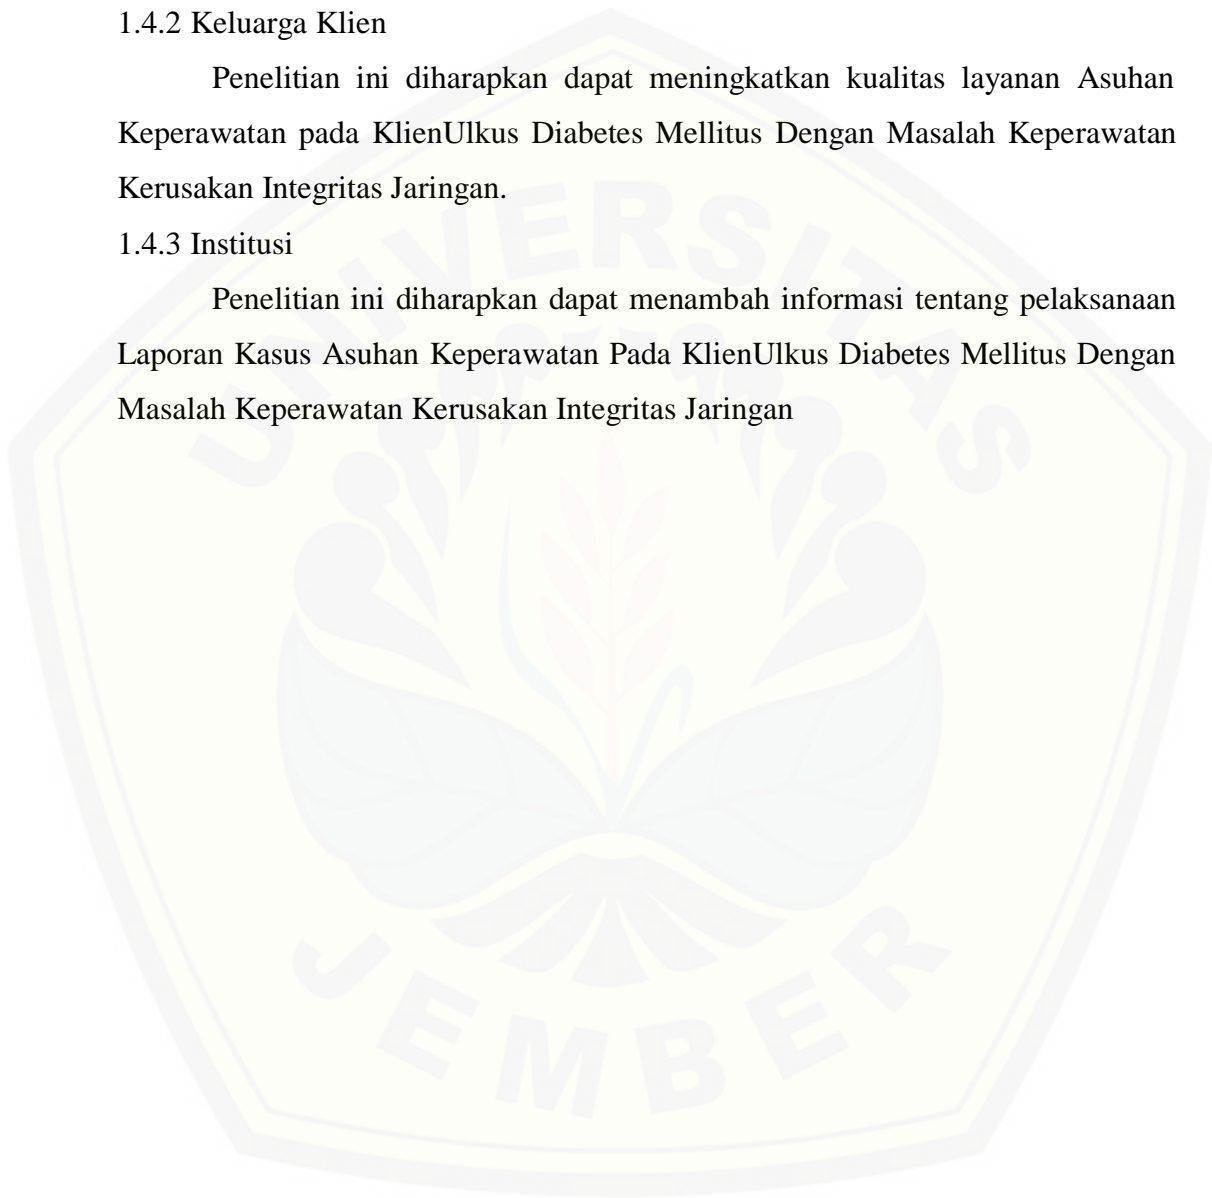 1.4.2 Keluarga Klien
Penelitian ini diharapkan dapat meningkatkan kualitas layanan Asuhan
Keperawatan pada KlienUlkus Diabetes Mellitus Dengan Masalah Keperawatan
Kerusakan Integritas Jaringan.
1.4.3 Institusi
Penelitian ini diharapkan dapat menambah informasi tentang pelaksanaan
Laporan Kasus Asuhan Keperawatan Pada KlienUlkus Diabetes Mellitus Dengan
Masalah Keperawatan Kerusakan Integritas Jaringan
UNIVERSITAS
JEMBER